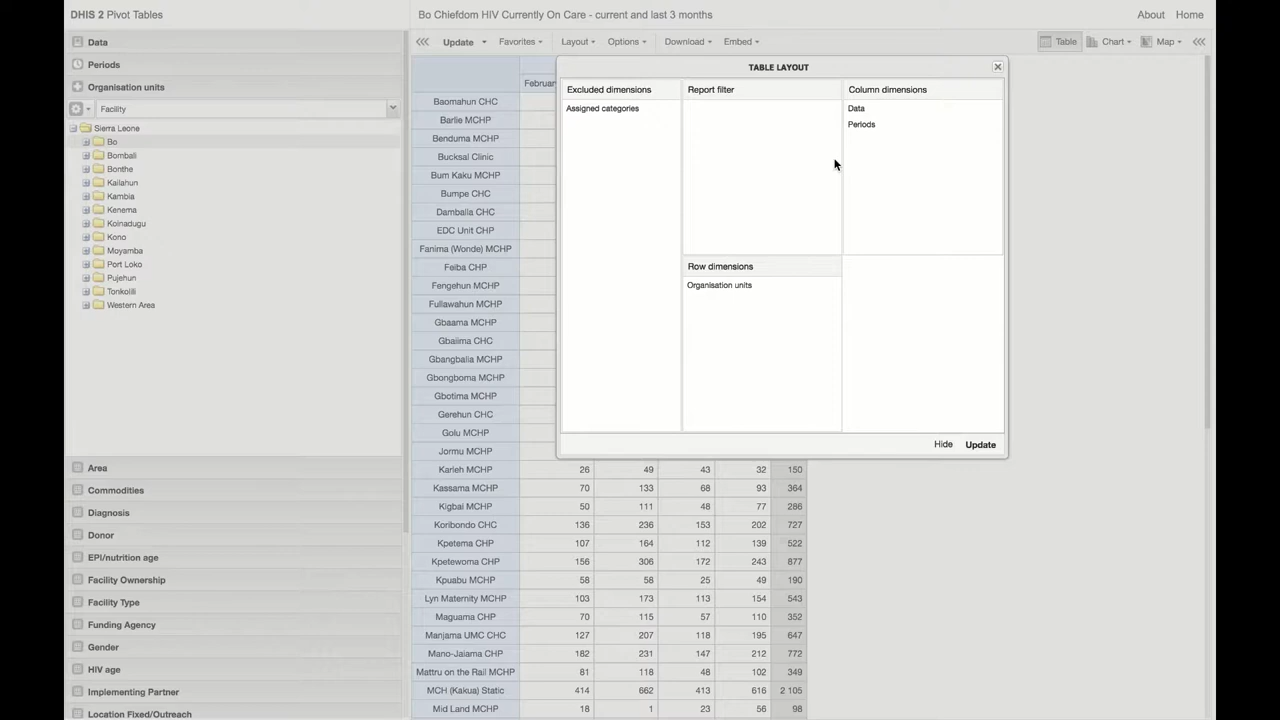 DHIS 2 Pivot Tables
Bo Chiefdom HIV Currently On Care - current and last 3 months
About Home
Data
Update Favorites Layout Options Download Embed Table Chart Map
Periods
TABLE LAYOUT
Organisation units
Excluded dimensions Report filter Column dimensions
Facility
Assigned categories Data
Periods
Sierra Leone
Bo
Bombali
Bonthe
Kailahun
Kambia
Kenema
Koinadugu
Kono
Moyamba
Port Loko
Pujehun
Tonkolili
Western Area
Row dimensions
Organisation units
Hide Update
Area
Commodities
Diagnosis
Donor
EPI/nutrition age
Facility Ownership
Facility Type
Funding Agency
Gender
HIV age
Implementing Partner
Location Fixed/Outreach
Februar
Baomahun CHC
Barlie MCHP
Benduma MCHP
Bucksal Clinic
Bum Kaku MCHP
Bumpe CHC
Damballa CHC
EDC Unit CHP
Fanima (Wonde) MCHP
Feiba CHP
Fengehun MCHP
Fullawahun MCHP
Gbaama MCHP
Gbaiima CHC
Gbangbalia MCHP
Gbongboma MCHP
Gbotima MCHP
Gerehun CHC
Golu MCHP
Jormu MCHP
Karleh MCHP 26 49 43 32 150
Kassama MCHP 70 133 68 93 364
Kigbai MCHP 50 111 48 77 286
Koribondo CHC 136 236 153 202 727
Kpetema CHP 107 164 112 139 522
Kpetewoma CHP 156 306 172 243 877
Kpuabu MCHP 58 58 25 49 190
Lyn Maternity MCHP 103 173 113 154 543
Maguama CHP 70 115 57 110 352
Manjama UMC CHC 127 207 118 195 647
Mano-Jaiama CHP 182 231 147 212 772
Mattru on the Rail MCHP 81 118 48 102 349
MCH (Kakua) Static 414 662 413 616 2 105
Mid Land MCHP 18 1 23 56 98